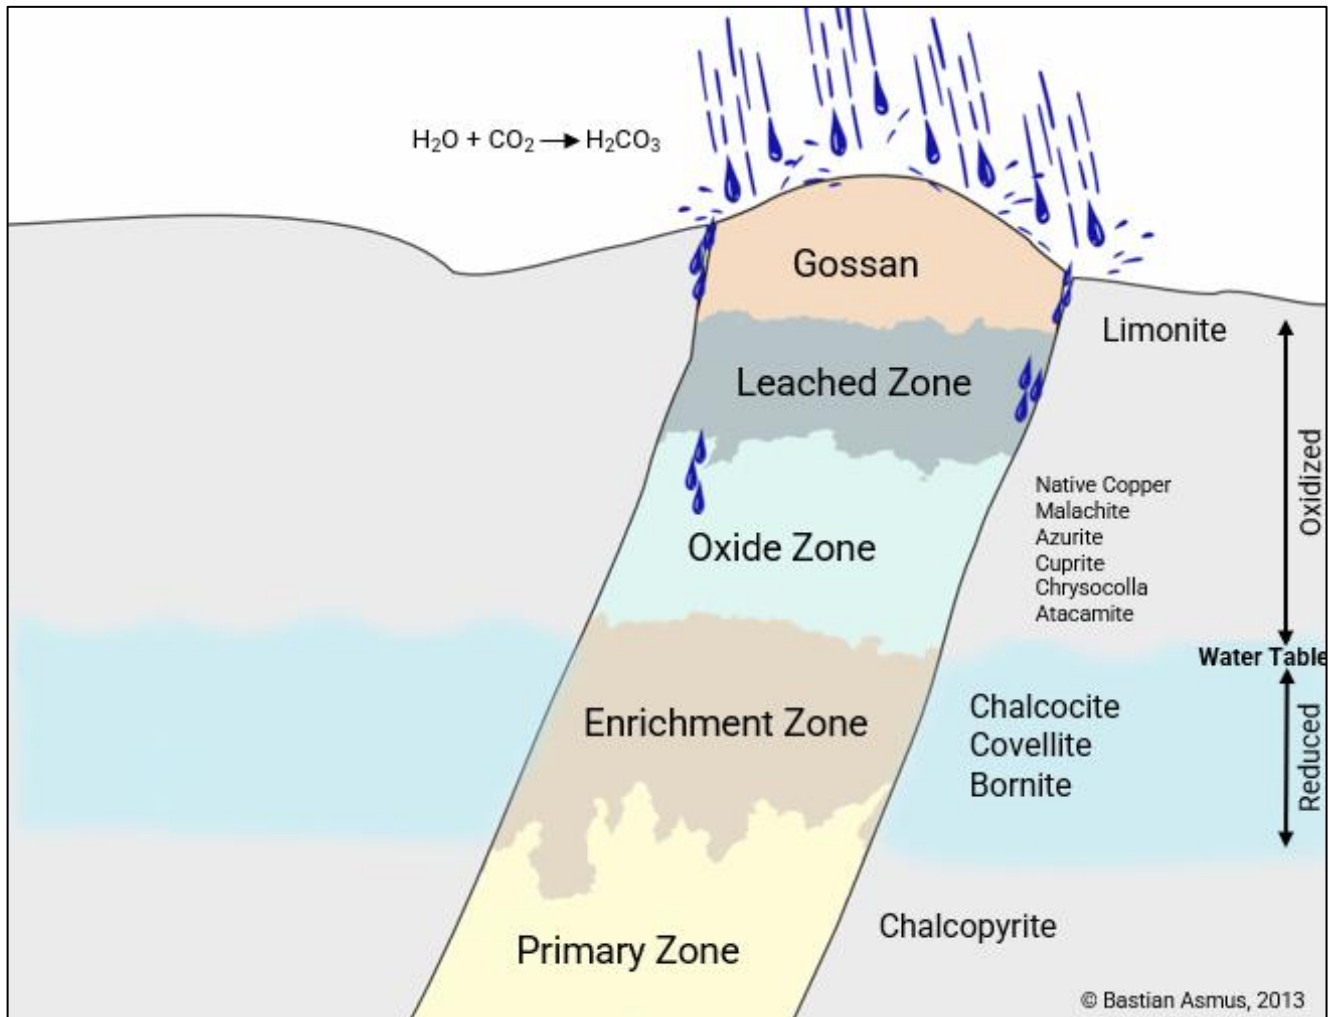 H₂O + CO₂ → H₂CO₃
Gossan
Limonite
Leached Zone
Oxidized
Native Copper
Malachite
Azurite
Cuprite
Chrysocolla
Atacamite
Oxide Zone
Water Table
Enrichment Zone
Chalcocite
Covellite
Bornite
Reduced
Chalcopyrite
Primary Zone
© Bastian Asmus, 2013